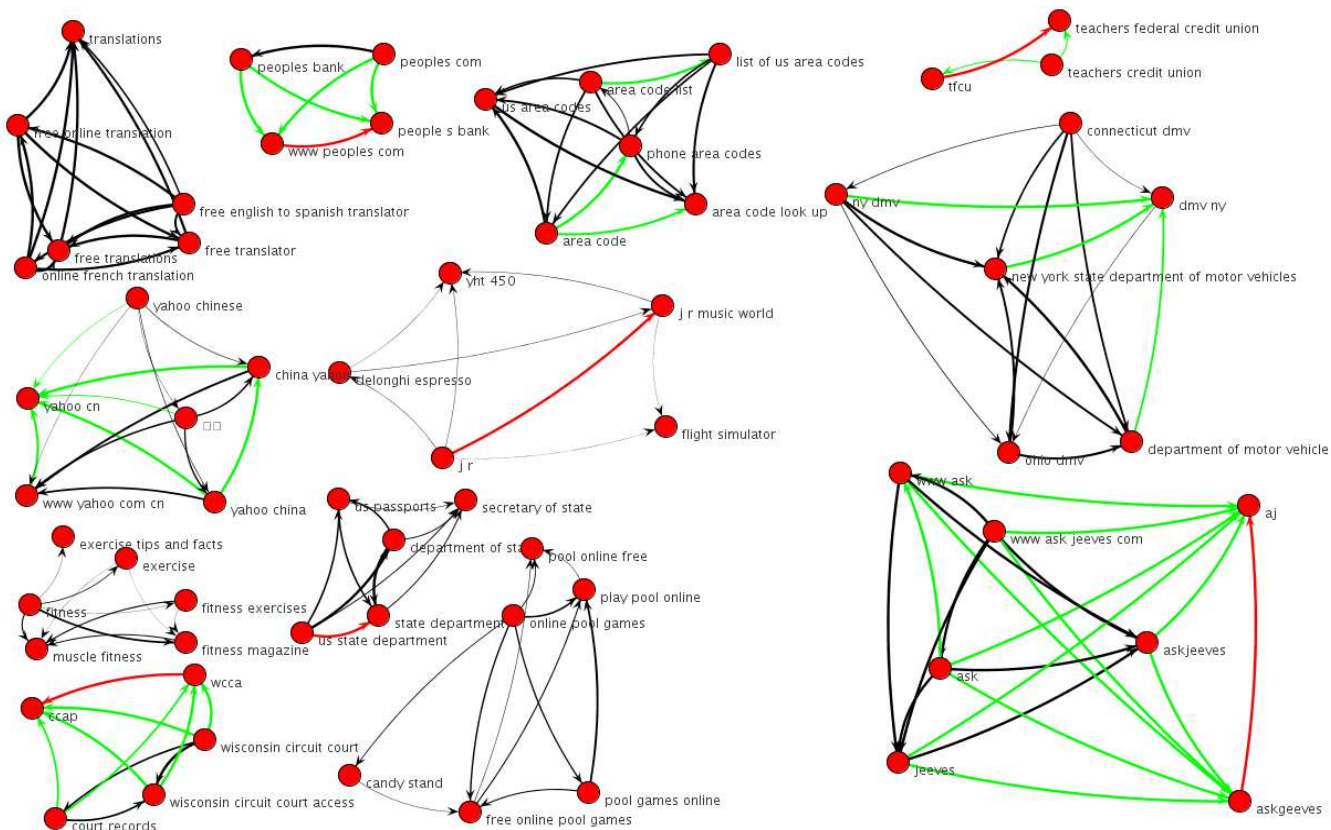 translations
free online translation
free english to spanish translator
free translator
free translations
online french translation
peoples bank
peoples com
people s bank
www peoples com
list of us area codes
area code list
us area codes
phone area codes
area code look up
area code
teachers federal credit union
teachers credit union
tfcu
connecticut dmv
ny dmv
dmv ny
new york state department of motor vehicles
ohio dmv
department of motor vehicle
yahoo chinese
china yahoo
yahoo cn
www yahoo com cn
yahoo china
yht 450
j r music world
delonghi espresso
flight simulator
j r
us passports
secretary of state
department of state
state department
us state department
exercise tips and facts
exercise
fitness
fitness exercises
muscle fitness
fitness magazine
pool online free
play pool online
online pool games
candy stand
pool games online
free online pool games
wcca
ccap
wisconsin circuit court
wisconsin circuit court access
court records
www ask
aj
www ask jeeves com
askjeeves
ask
jeeves
askgeeves